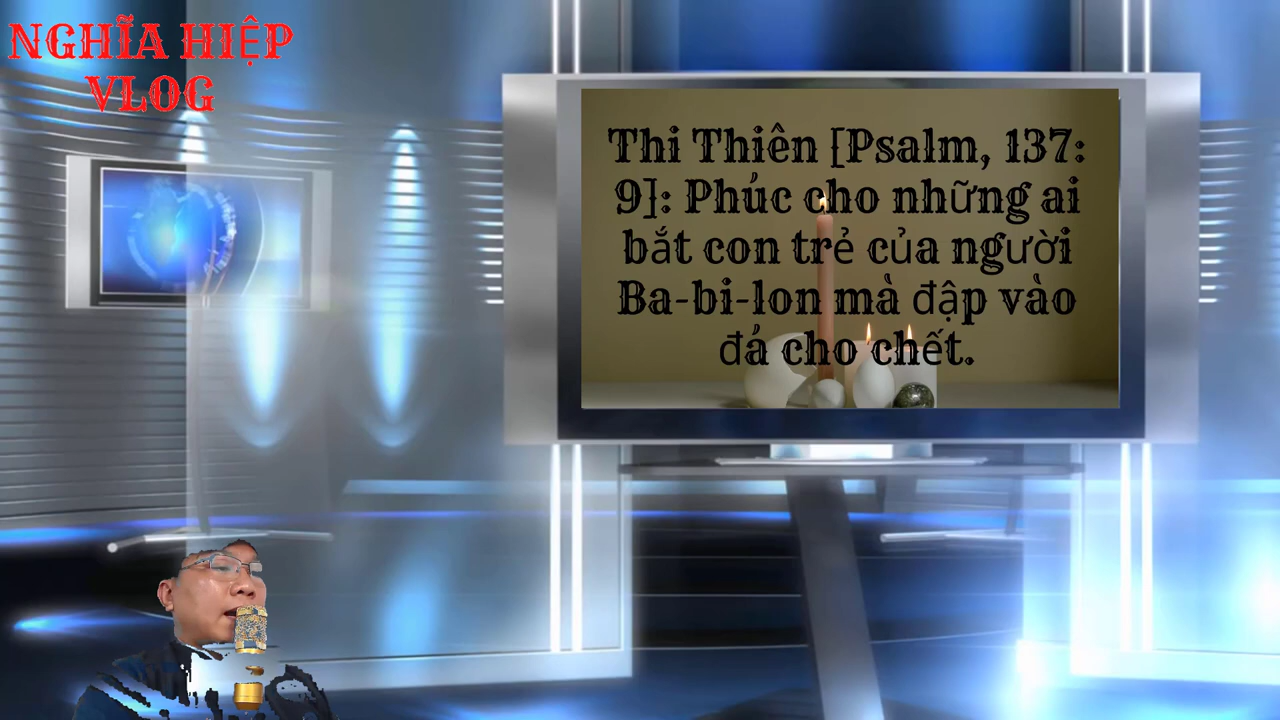 NGHĨA HIỆP
VLOG
Thi Thiên [Psalm, 137:
9]: Phúc cho những ai
bắt con trẻ của người
Ba-bi-lon mà đập vào
đá cho chết.